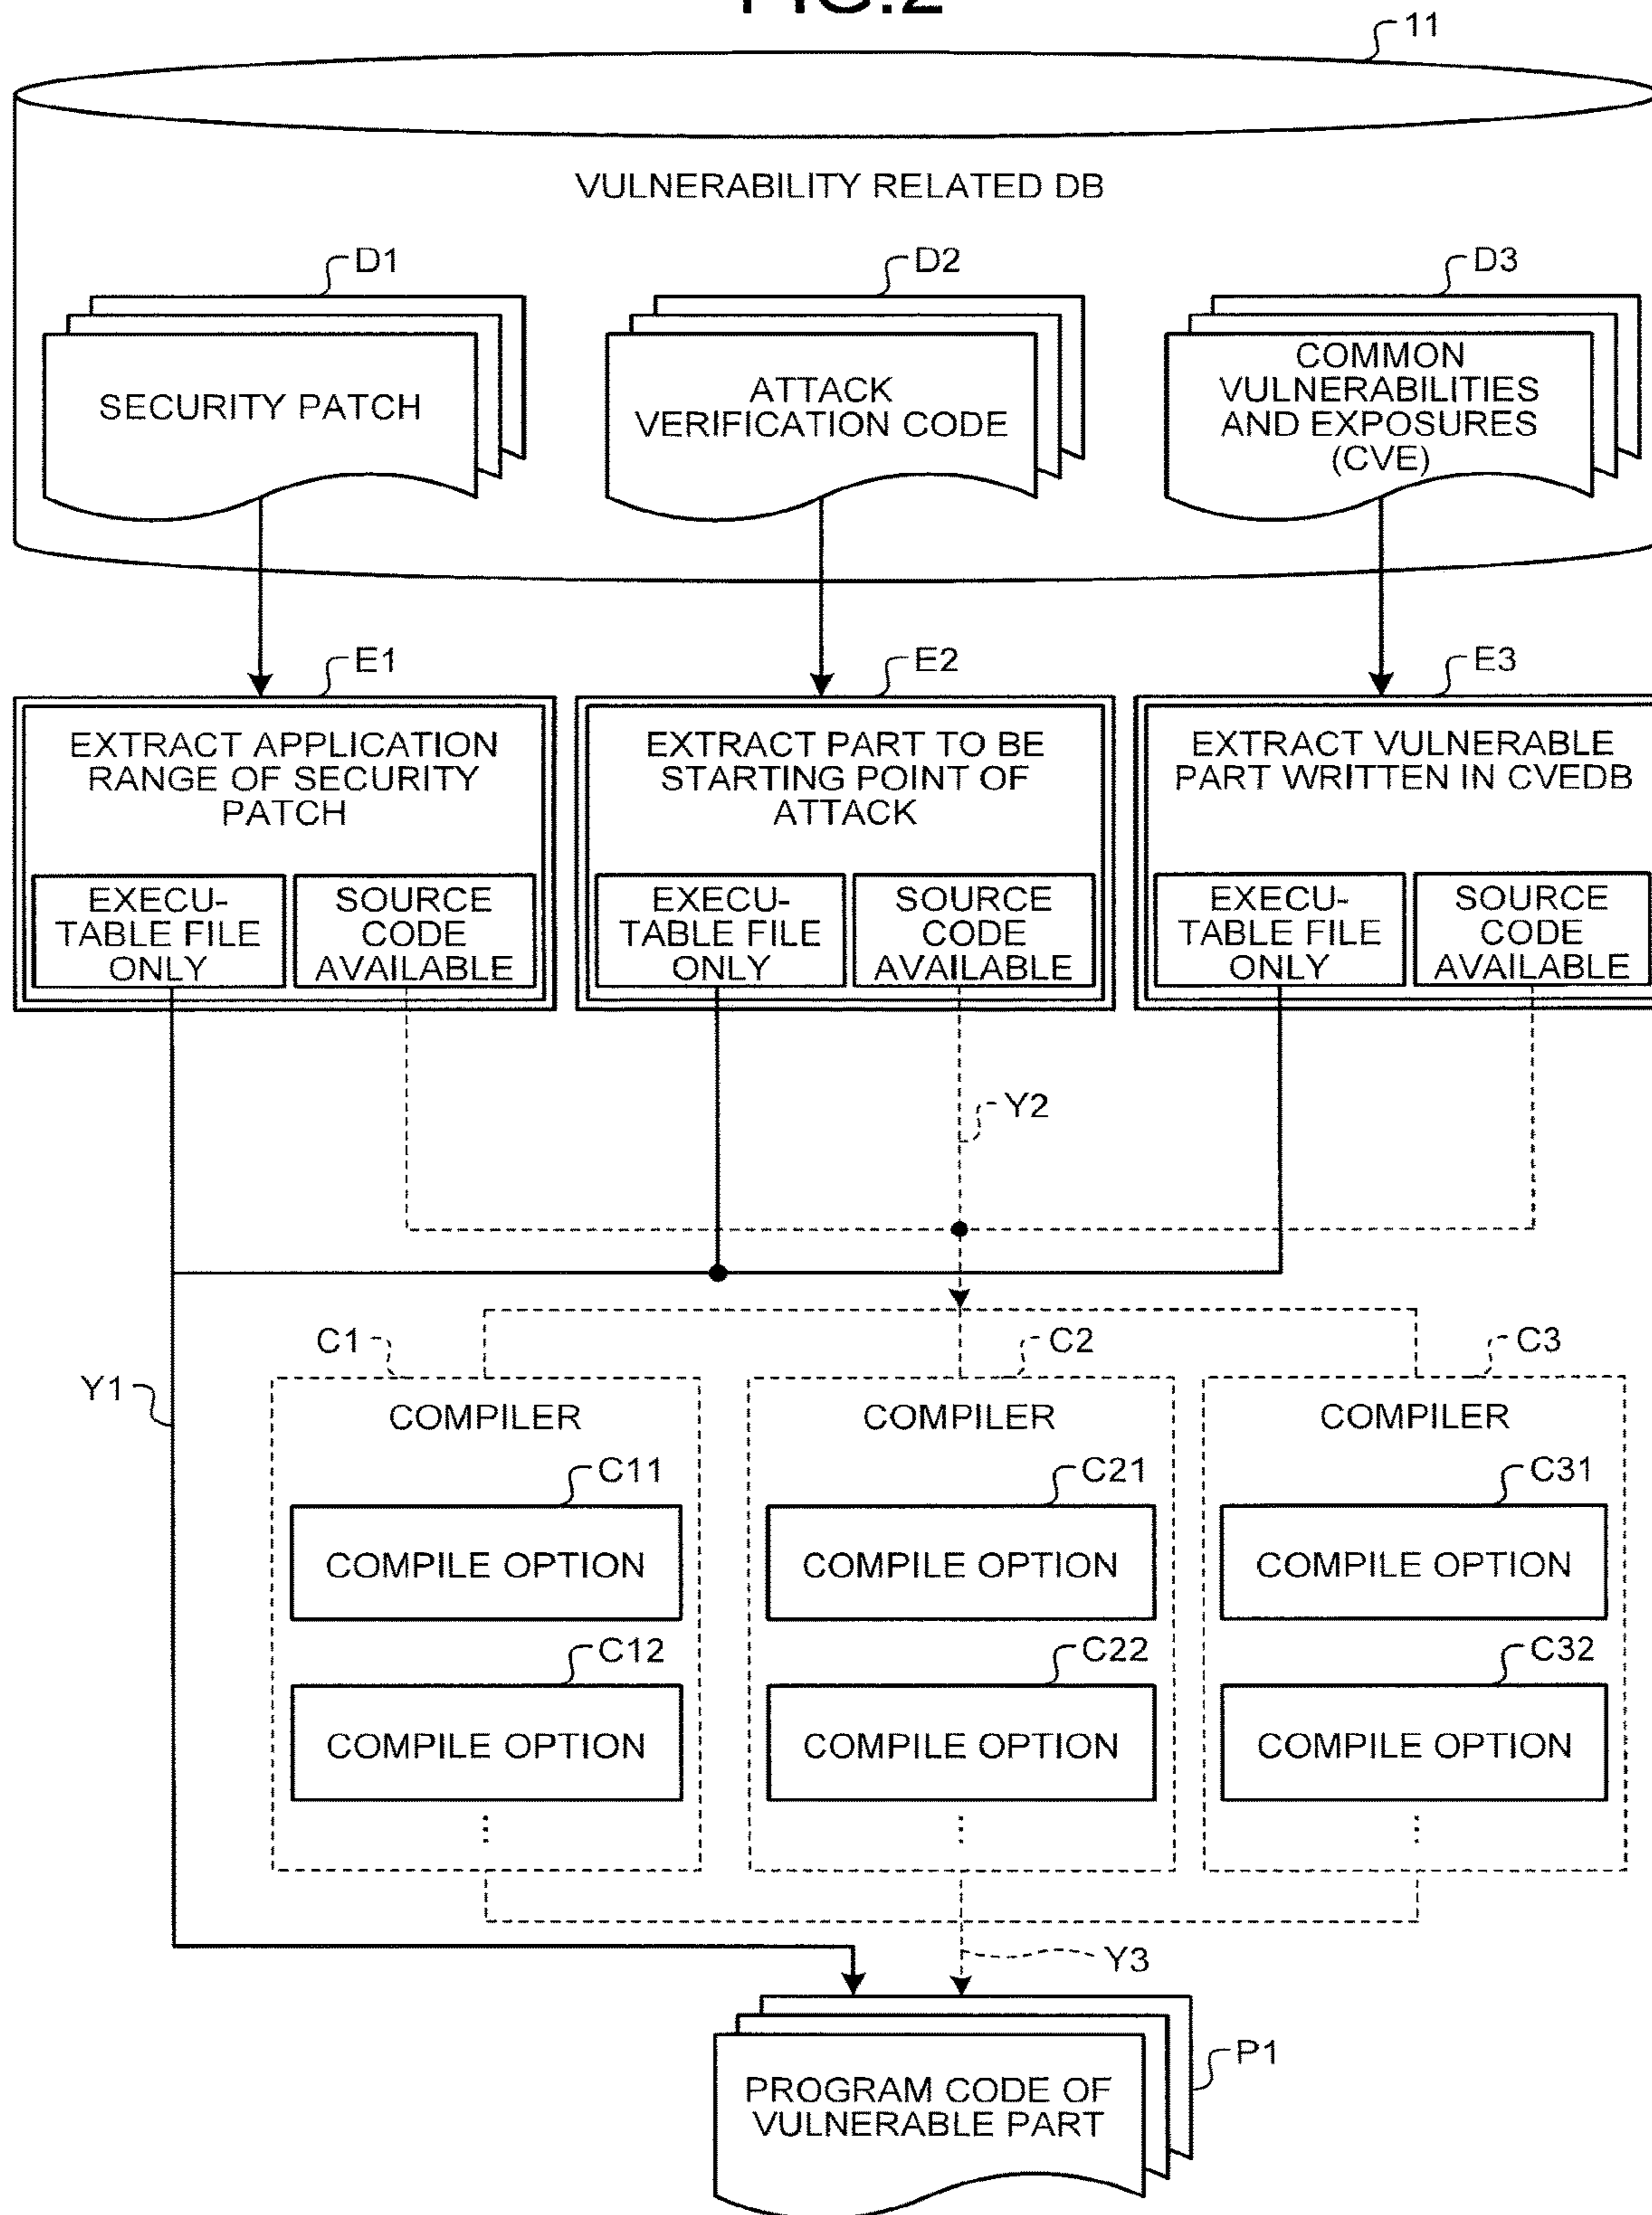 FIG.2
11
VULNERABILITY RELATED DB
D1
D2
D3
SECURITY PATCH
ATTACK
VERIFICATION CODE
COMMON
VULNERABILITIES
AND EXPOSURES
(CVE)
E1
E2
E3
EXTRACT APPLICATION
RANGE OF SECURITY
PATCH
EXECU-
TABLE FILE
ONLY
SOURCE
CODE
AVAILABLE
EXTRACT PART TO BE
STARTING POINT OF
ATTACK
EXECU-
TABLE FILE
ONLY
SOURCE
CODE
AVAILABLE
EXTRACT VULNERABLE
PART WRITTEN IN CVEDB
EXECU-
TABLE FILE
ONLY
SOURCE
CODE
AVAILABLE
Y2
Y1
C1
COMPILER
C11
COMPILE OPTION
C12
COMPILE OPTION
⋮
C2
COMPILER
C21
COMPILE OPTION
C22
COMPILE OPTION
⋮
C3
COMPILER
C31
COMPILE OPTION
C32
COMPILE OPTION
⋮
Y3
P1
PROGRAM CODE OF
VULNERABLE PART